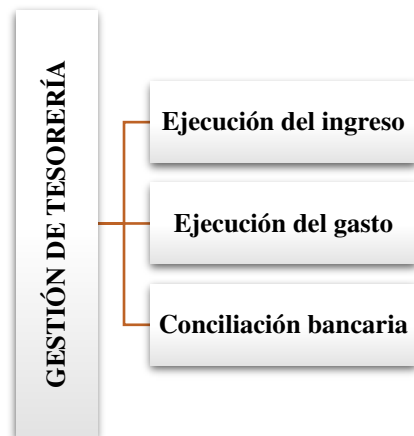 GESTIÓN DE TESORERÍA
Ejecución del ingreso
Ejecución del gasto
Conciliación bancaria